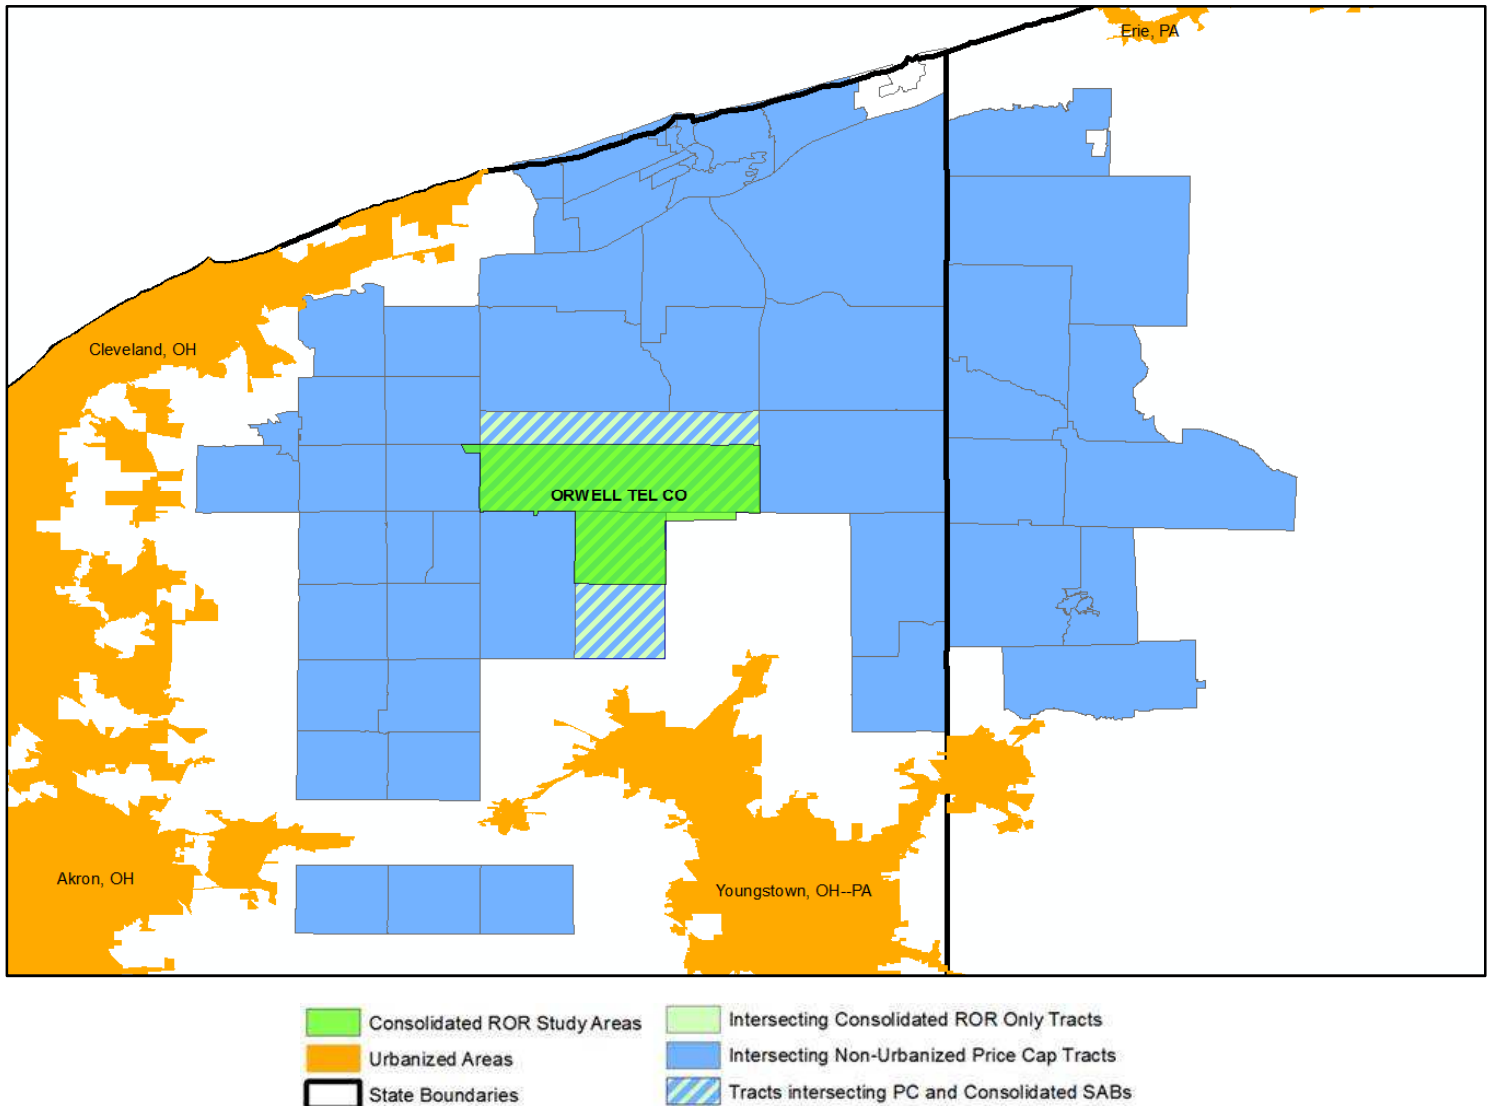 Erie, PA
Cleveland, OH
ORWELL TEL CO
Akron, OH
Youngstown, OH--PA
Consolidated ROR Study Areas
Urbanized Areas
State Boundaries
Intersecting Consolidated ROR Only Tracts
Intersecting Non-Urbanized Price Cap Tracts
Tracts intersecting PC and Consolidated SABs